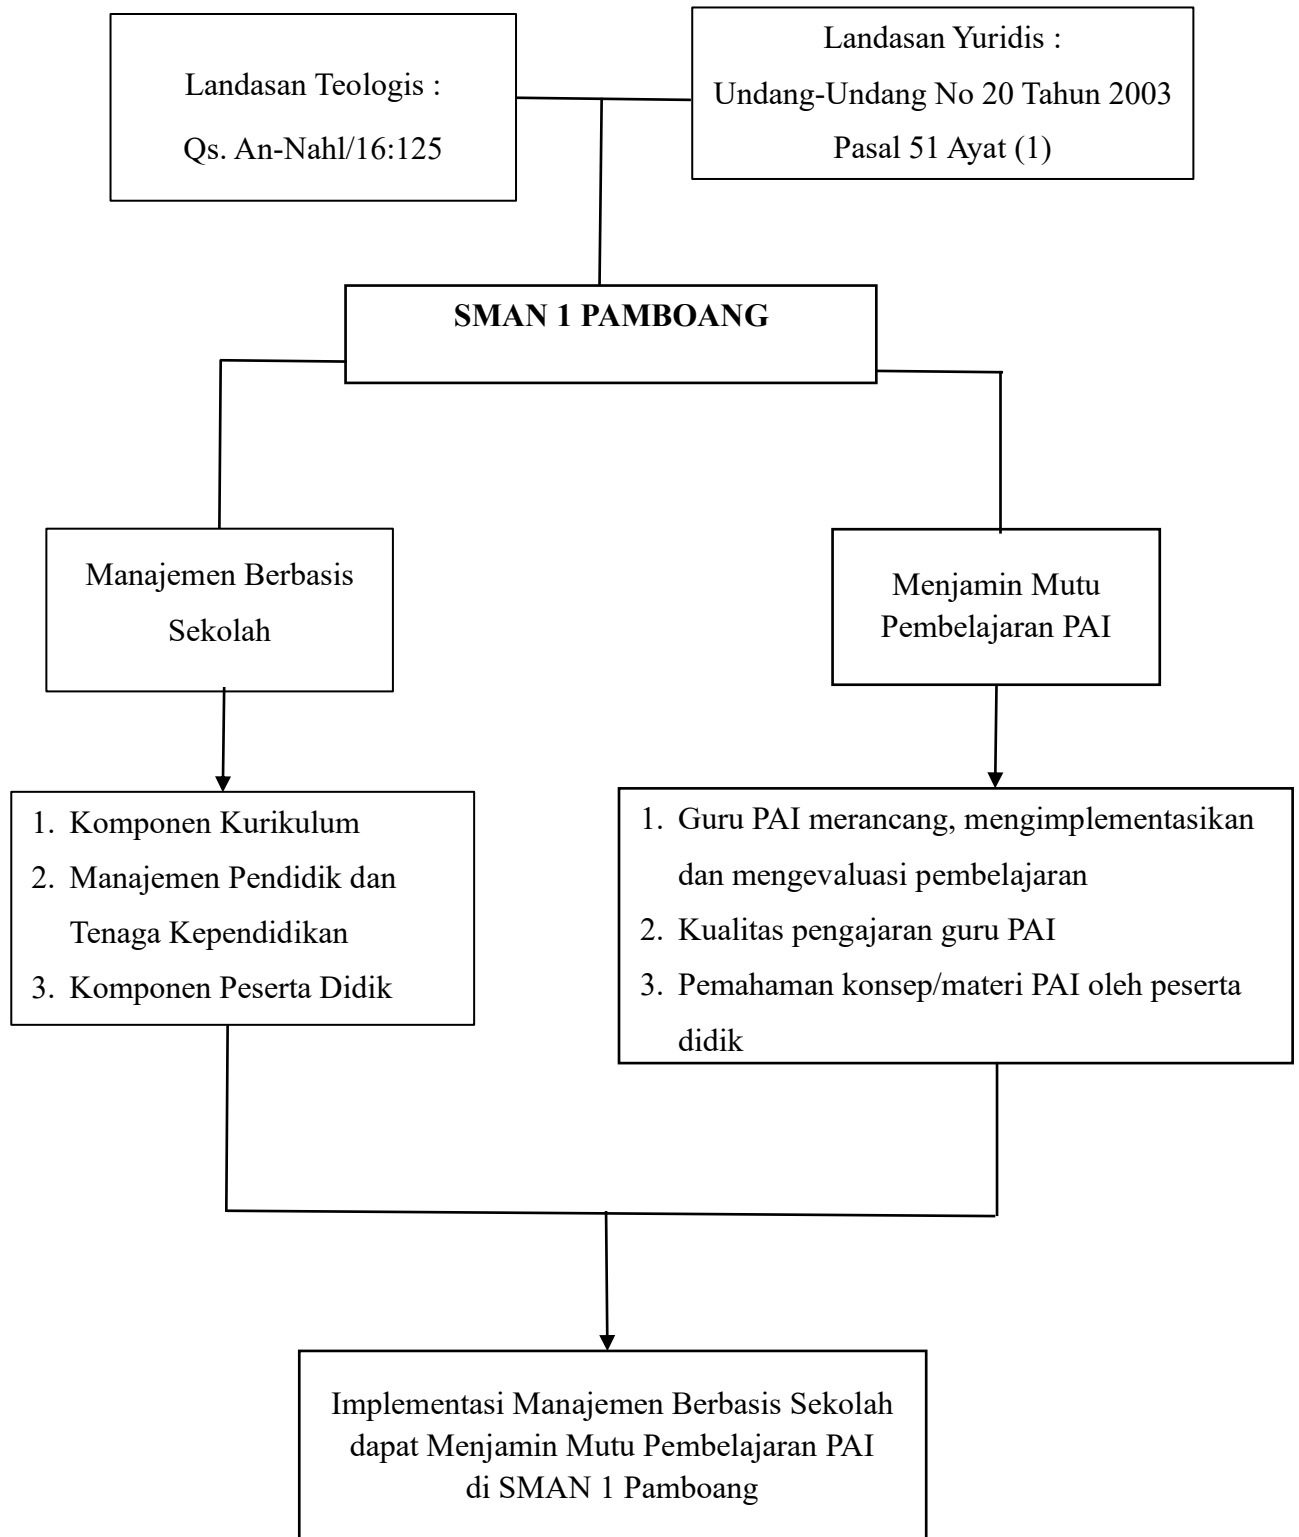 Landasan Teologis :
Qs. An-Nahl/16:125
Landasan Yuridis :
Undang-Undang No 20 Tahun 2003
Pasal 51 Ayat (1)
SMAN 1 PAMBOANG
Manajemen Berbasis
Sekolah
Menjamin Mutu
Pembelajaran PAI
1. Komponen Kurikulum
2. Manajemen Pendidik dan
Tenaga Kependidikan
3. Komponen Peserta Didik
1. Guru PAI merancang, mengimplementasikan
dan mengevaluasi pembelajaran
2. Kualitas pengajaran guru PAI
3. Pemahaman konsep/materi PAI oleh peserta
didik
Implementasi Manajemen Berbasis Sekolah
dapat Menjamin Mutu Pembelajaran PAI
di SMAN 1 Pamboang